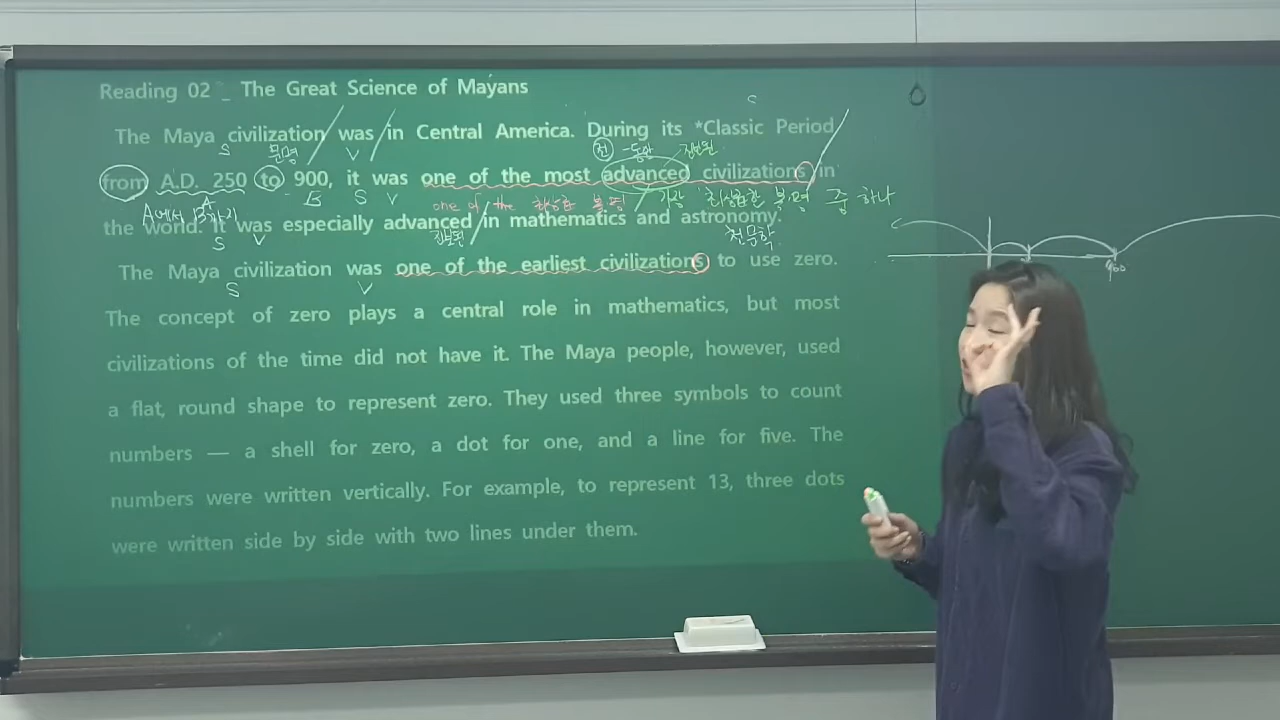 Reading 02 _ The Great Science of Mayans
The Maya civilization was in Central America. During its *Classic Period
S 문명 V 전 -동안 진보된
from A.D. 250 to 900, it was one of the most advanced civilizations in
A에서 B까지 A B S V one of the 가장 최상급한 복.명 중 하나
the world. It was especially advanced in mathematics and astronomy.
S V 진보된 천문학
The Maya civilization was one of the earliest civilizations to use zero.
S V
900
The concept of zero plays a central role in mathematics, but most
civilizations of the time did not have it. The Maya people, however, used
a flat, round shape to represent zero. They used three symbols to count
numbers — a shell for zero, a dot for one, and a line for five. The
numbers were written vertically. For example, to represent 13, three dots
were written side by side with two lines under them.